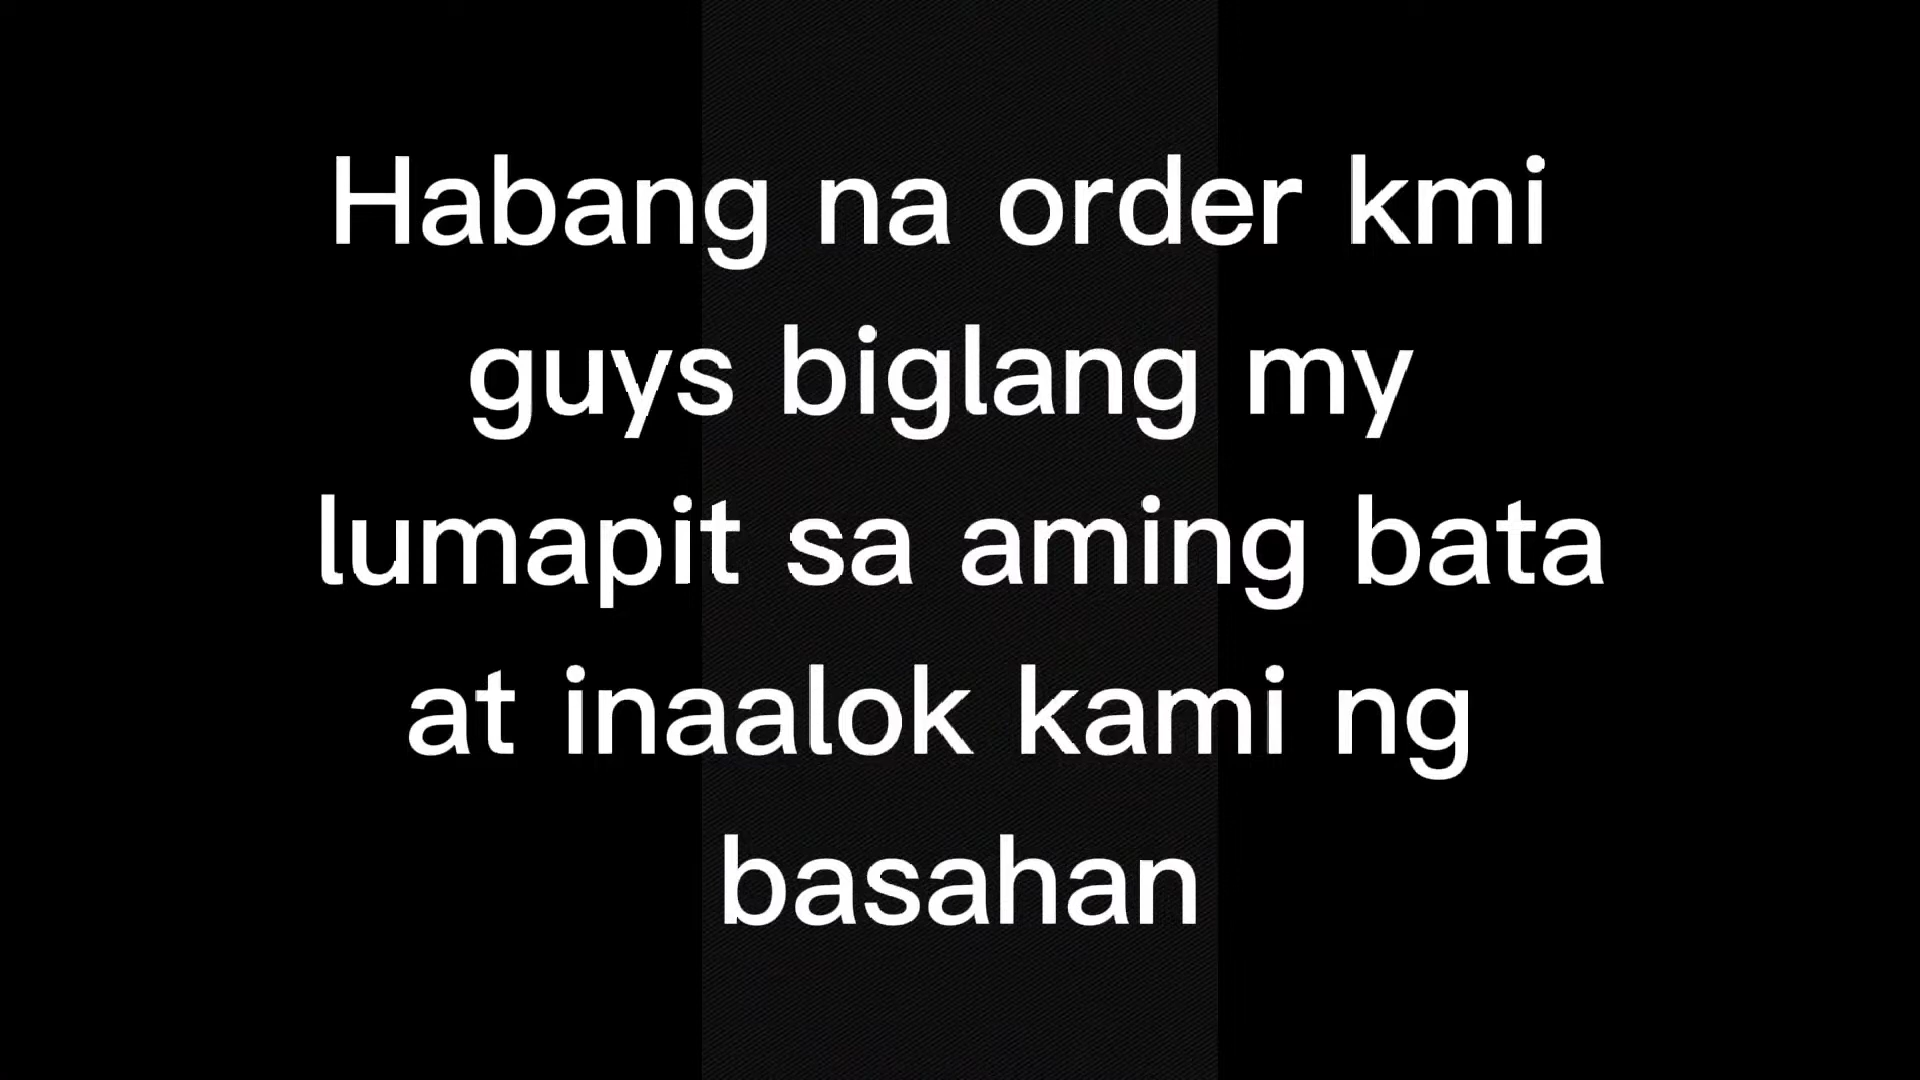 Habang na order kmi
guys biglang my
lumapit sa aming bata
at inaalok kami ng
basahan